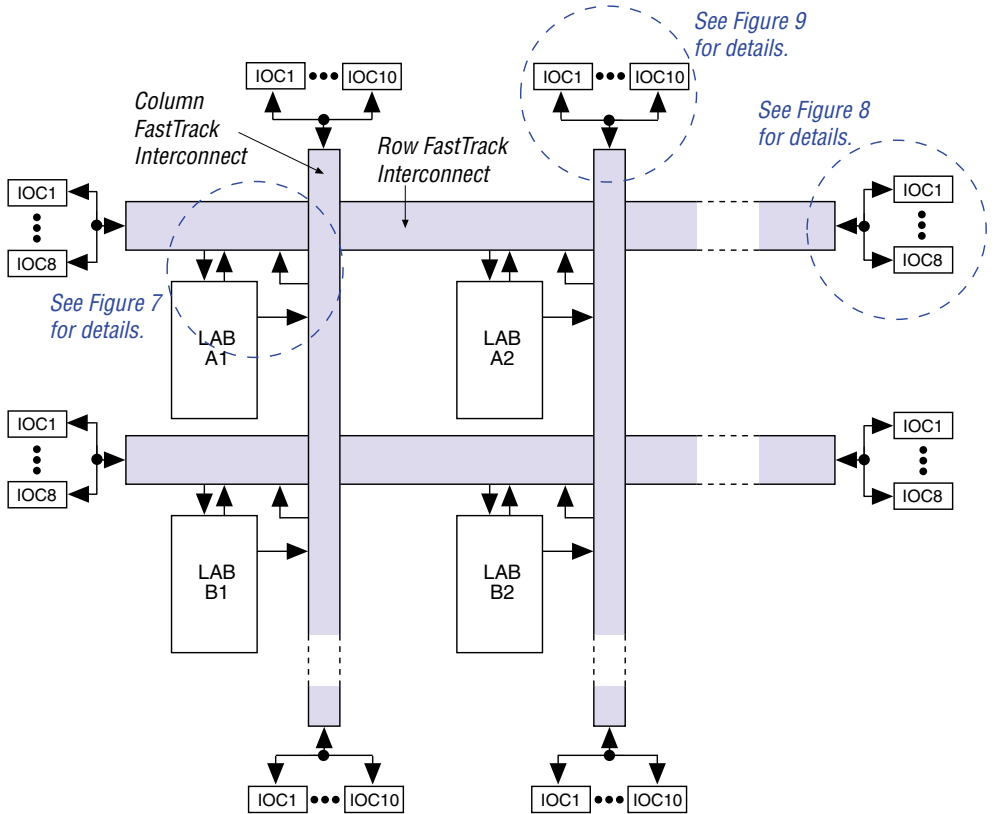 See Figure 9
for details.
IOC1
IOC10
IOC1
IOC10
Column
FastTrack
Interconnect
Row FastTrack
Interconnect
See Figure 8
for details.
IOC1
IOC8
IOC1
IOC8
See Figure 7
for details.
LAB
A1
LAB
A2
IOC1
IOC8
IOC1
IOC8
LAB
B1
LAB
B2
IOC1
IOC10
IOC1
IOC10